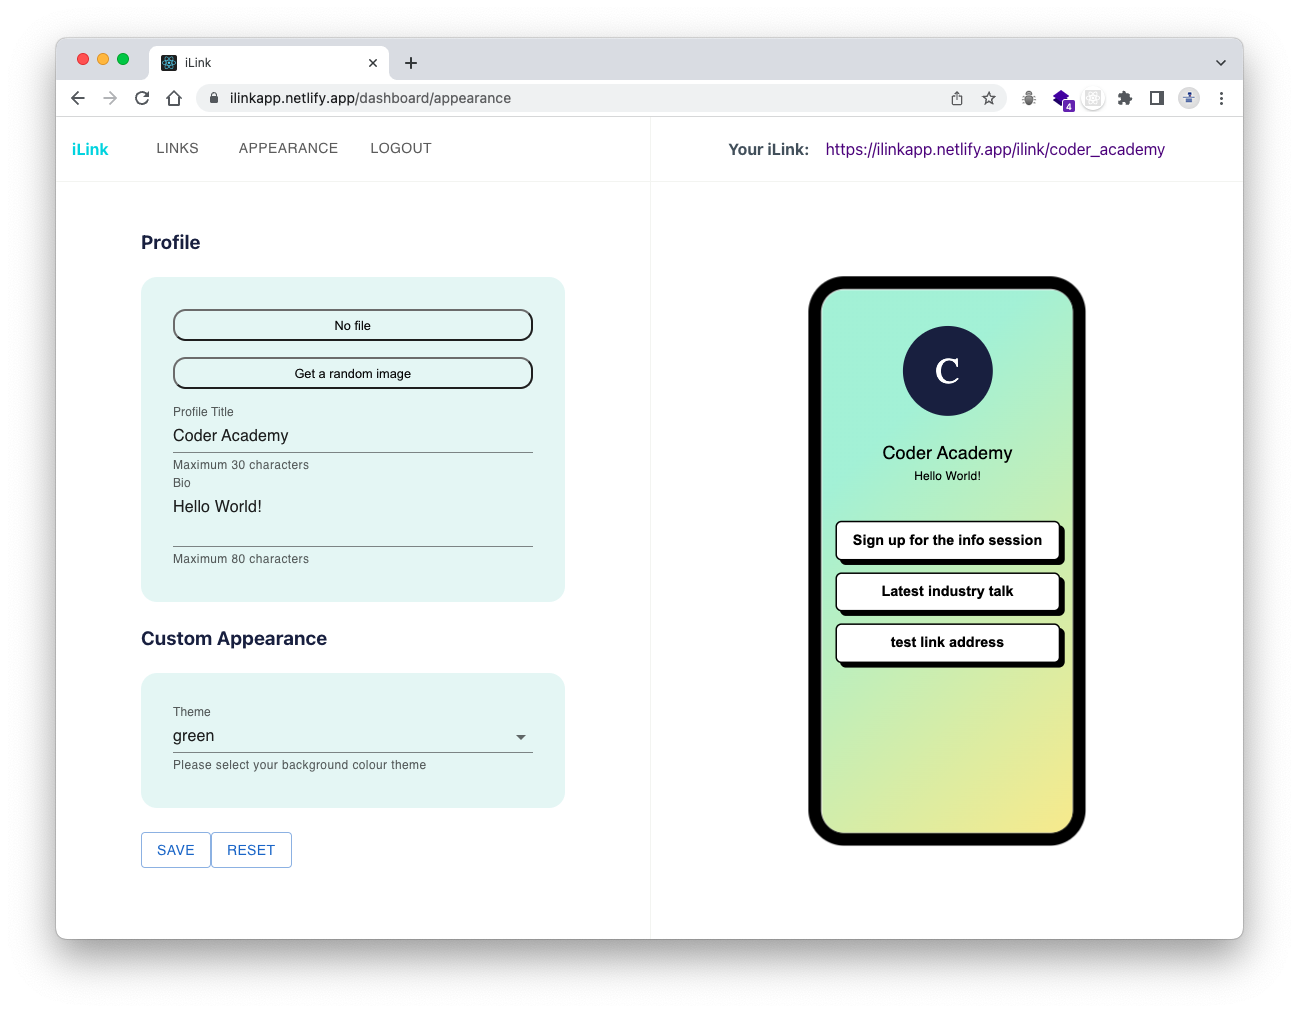 iLink
ilinkapp.netlify.app/dashboard/appearance
4
iLink
LINKS
APPEARANCE
LOGOUT
Your iLink: https://ilinkapp.netlify.app/ilink/coder_academy
Profile
No file
Get a random image
Profile Title
Coder Academy
Maximum 30 characters
Bio
Hello World!
Maximum 80 characters
Custom Appearance
Theme
green
Please select your background colour theme
SAVE
RESET
C
Coder Academy
Hello World!
Sign up for the info session
Latest industry talk
test link address